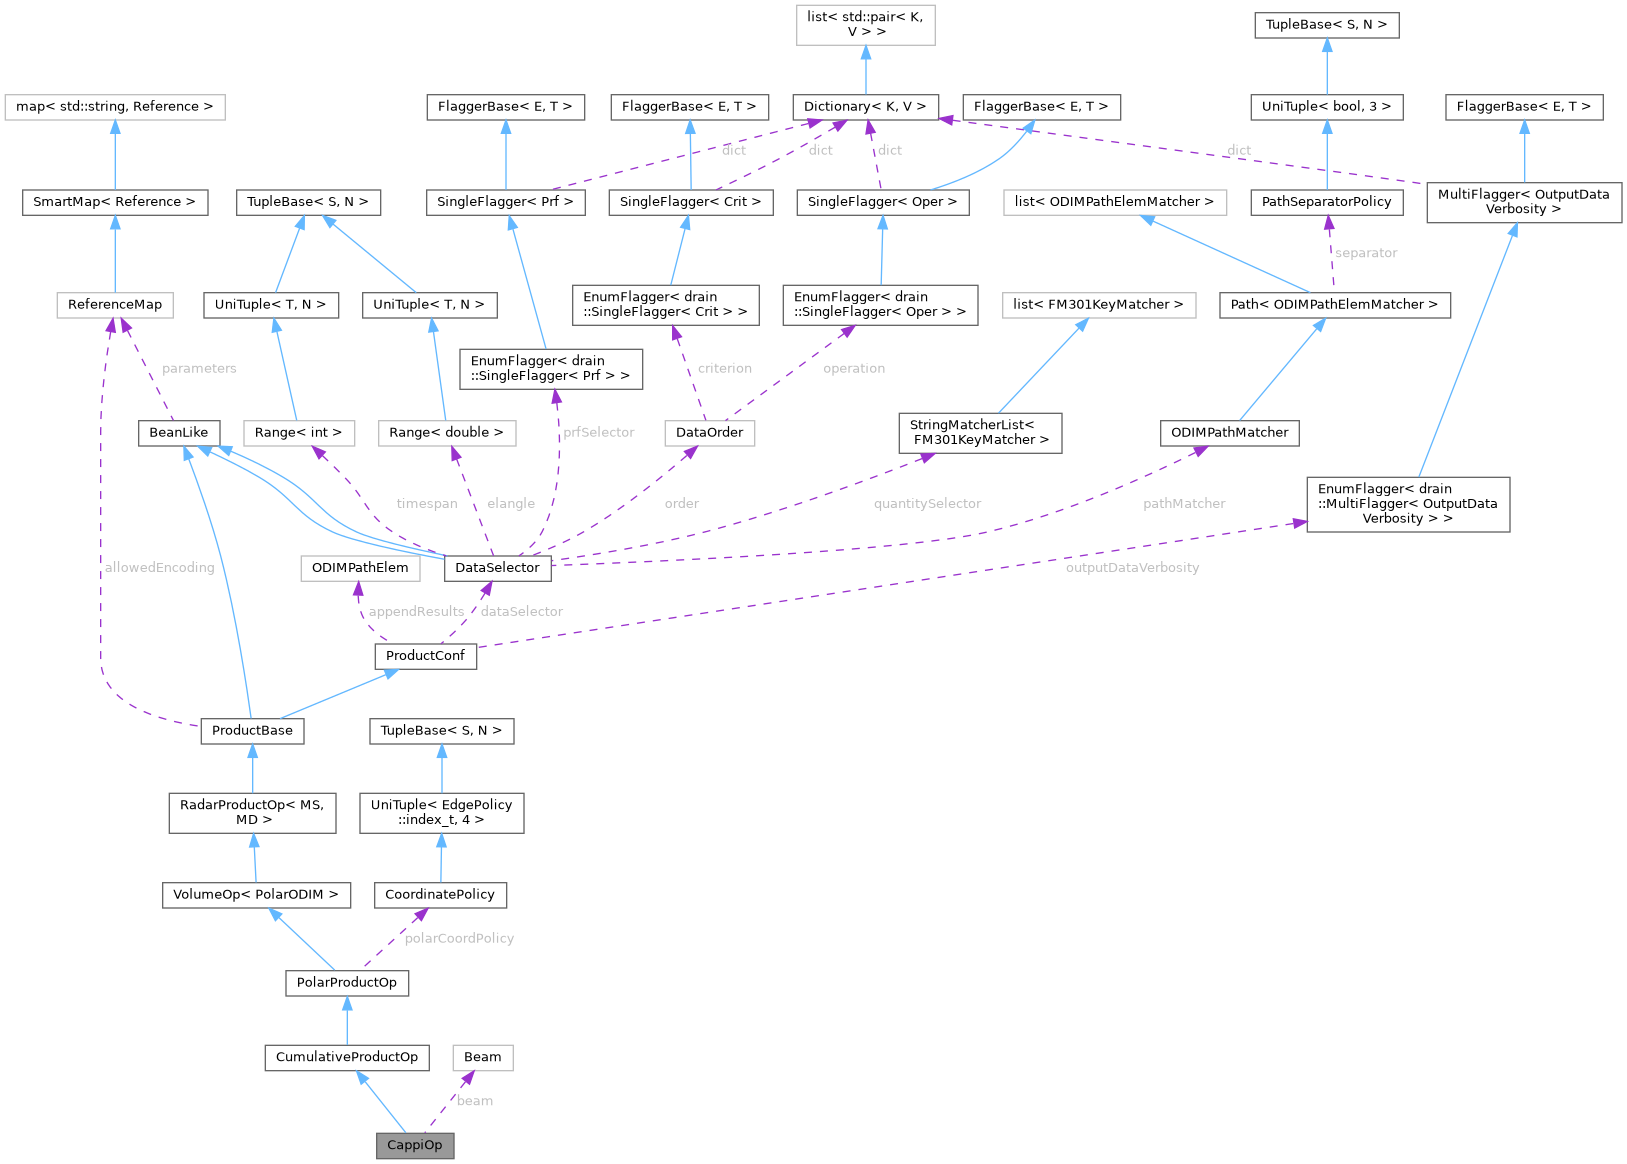 list< std::pair< K,
V > >
TupleBase< S, N >
map< std::string, Reference >
FlaggerBase< E, T >
FlaggerBase< E, T >
Dictionary< K, V >
FlaggerBase< E, T >
UniTuple< bool, 3 >
FlaggerBase< E, T >
dict
dict
dict
dict
SmartMap< Reference >
TupleBase< S, N >
SingleFlagger< Prf >
SingleFlagger< Crit >
SingleFlagger< Oper >
list< ODIMPathElemMatcher >
PathSeparatorPolicy
MultiFlagger< OutputData
Verbosity >
separator
ReferenceMap
UniTuple< T, N >
UniTuple< T, N >
EnumFlagger< drain
::SingleFlagger< Crit > >
EnumFlagger< drain
::SingleFlagger< Oper > >
list< FM301KeyMatcher >
Path< ODIMPathElemMatcher >
parameters
EnumFlagger< drain
::SingleFlagger< Prf > >
criterion
operation
BeanLike
Range< int >
Range< double >
prfSelector
DataOrder
StringMatcherList<
FM301KeyMatcher >
ODIMPathMatcher
timespan
elangle
order
quantitySelector
pathMatcher
EnumFlagger< drain
::MultiFlagger< OutputData
Verbosity > >
allowedEncoding
ODIMPathElem
DataSelector
outputDataVerbosity
appendResults
dataSelector
ProductConf
ProductBase
TupleBase< S, N >
RadarProductOp< MS,
MD >
UniTuple< EdgePolicy
::index_t, 4 >
VolumeOp< PolarODIM >
CoordinatePolicy
polarCoordPolicy
PolarProductOp
CumulativeProductOp
Beam
beam
CappiOp